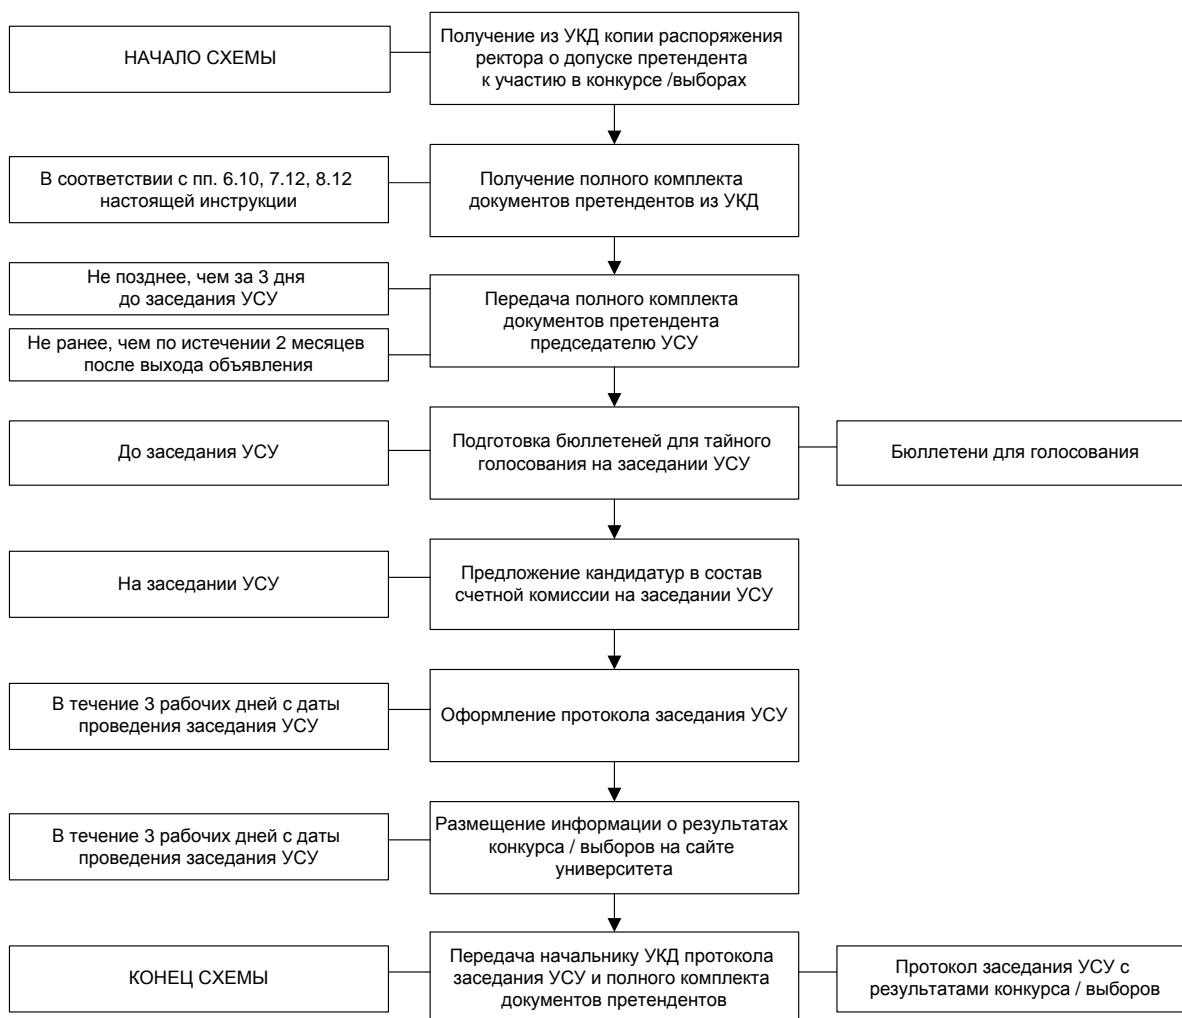 НАЧАЛО СХЕМЫ
Получение из УКД копии распоряжения
ректора о допуске претендента
к участию в конкурсе /выборах
В соответствии с пп. 6.10, 7.12, 8.12
настоящей инструкции
Получение полного комплекта
документов претендентов из УКД
Не позднее, чем за 3 дня
до заседания УСУ
Не ранее, чем по истечении 2 месяцев
после выхода объявления
Передача полного комплекта
документов претендента
председателю УСУ
До заседания УСУ
Подготовка бюллетеней для тайного
голосования на заседании УСУ
Бюллетени для голосования
На заседании УСУ
Предложение кандидатур в состав
счетной комиссии на заседании УСУ
В течение 3 рабочих дней с даты
проведения заседания УСУ
Оформление протокола заседания УСУ
В течение 3 рабочих дней с даты
проведения заседания УСУ
Размещение информации о результатах
конкурса / выборов на сайте
университета
КОНЕЦ СХЕМЫ
Передача начальнику УКД протокола
заседания УСУ и полного комплекта
документов претендентов
Протокол заседания УСУ с
результатами конкурса / выборов